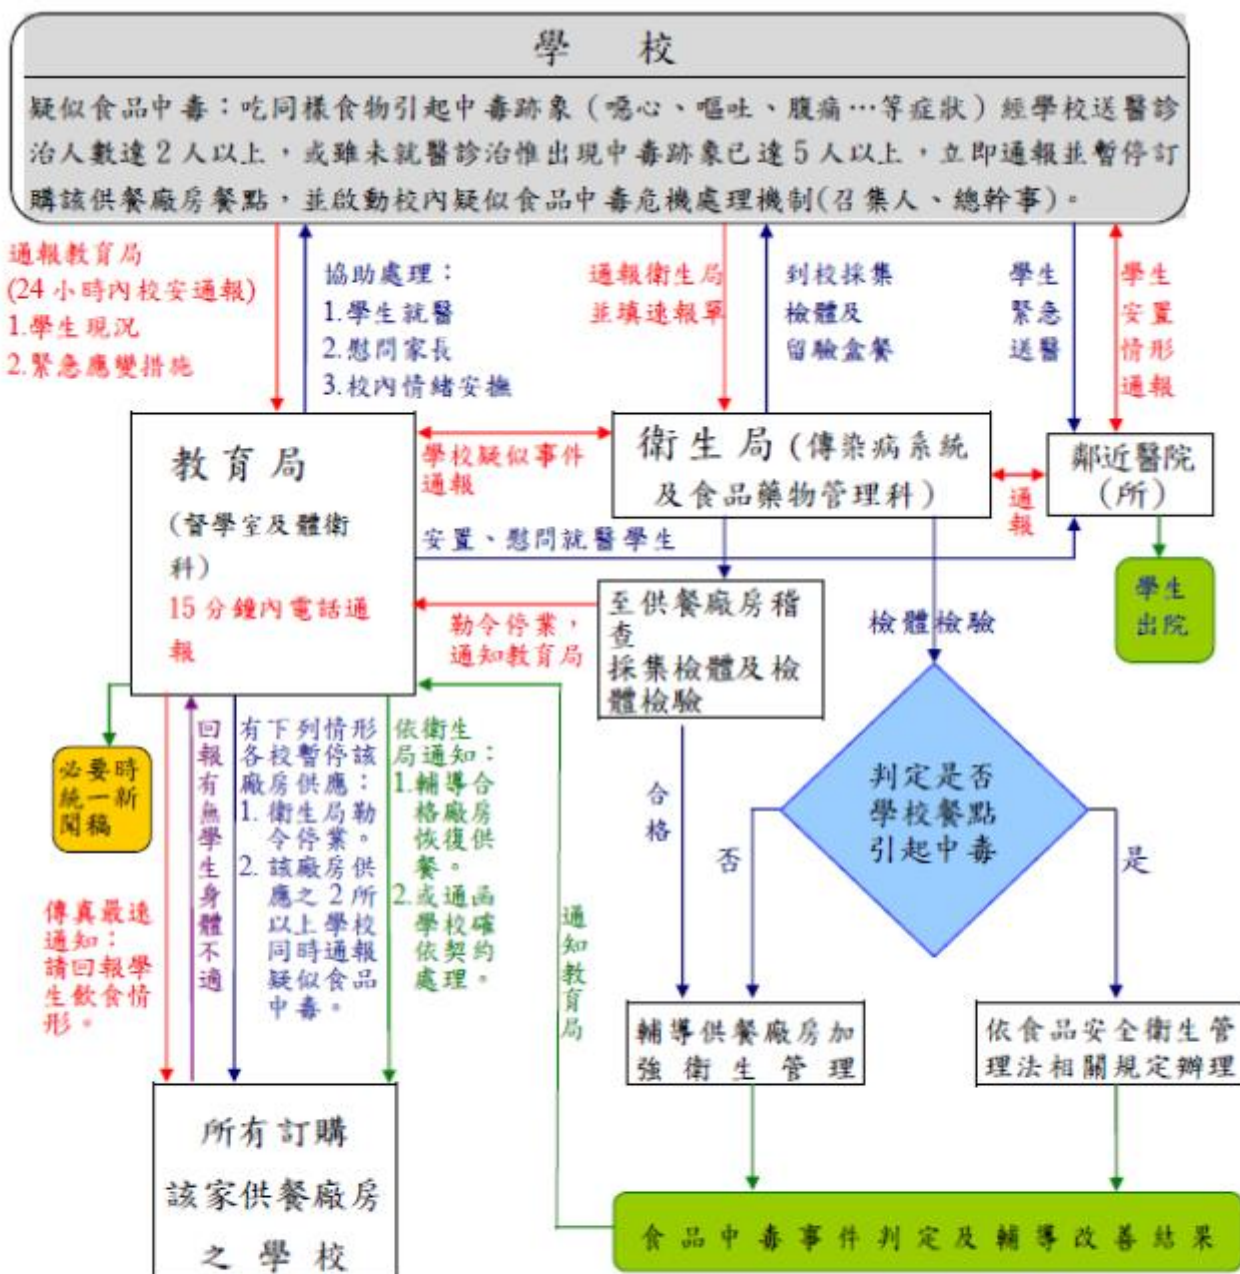 學校
疑似食品中毒：吃同樣食物引起中毒跡象（噁心、嘔吐、腹痛…等症狀）經學校送醫診
治人數達2人以上，或雖未就醫診治惟出現中毒跡象已達5人以上，立即通報並暫停訂
購該供餐廠房餐點，並啟動校內疑似食品中毒危機處理機制(召集人、總幹事)。
通報教育局
(24小時內校安通報)
1.學生現況
2.緊急應變措施
協助處理：
1.學生就醫
2.慰問家長
3.校內情緒安撫
通報衛生局
並填速報單
到校採集
檢體及
留驗盒餐
學生
緊急
送醫
學生
安置
情形
通報
教育局
(督學室及體衛
科)
15分鐘內電話通
報
學校疑似事件
通報
衛生局(傳染病系統
及食品藥物管理科)
通報
鄰近醫院
(所)
安置、慰問就醫學生
學生
出院
勒令停業，
通知教育局
至供餐廠房稽
查
採集檢體及檢
體檢驗
檢體檢驗
必要時
統一新
聞稿
傳真最速
通知：
請回報學
生飲食情
形。
回報有無學生身體不適
有下列情形
各校暫停該
廠房供應：
1. 衛生局勒
令停業。
2. 該廠房供
應之2所
以上學校
同時通報
疑似食品
中毒。
依衛生
局通知：
1.輔導合
格廠房
恢復供
餐。
2.或通函
學校確
依契約
處理。
通知教育局
合格
否
判定是否
學校餐點
引起中毒
是
輔導供餐廠房加
強衛生管理
依食品安全衛生管
理法相關規定辦理
所有訂購
該家供餐廠房
之學校
食品中毒事件判定及輔導改善結果